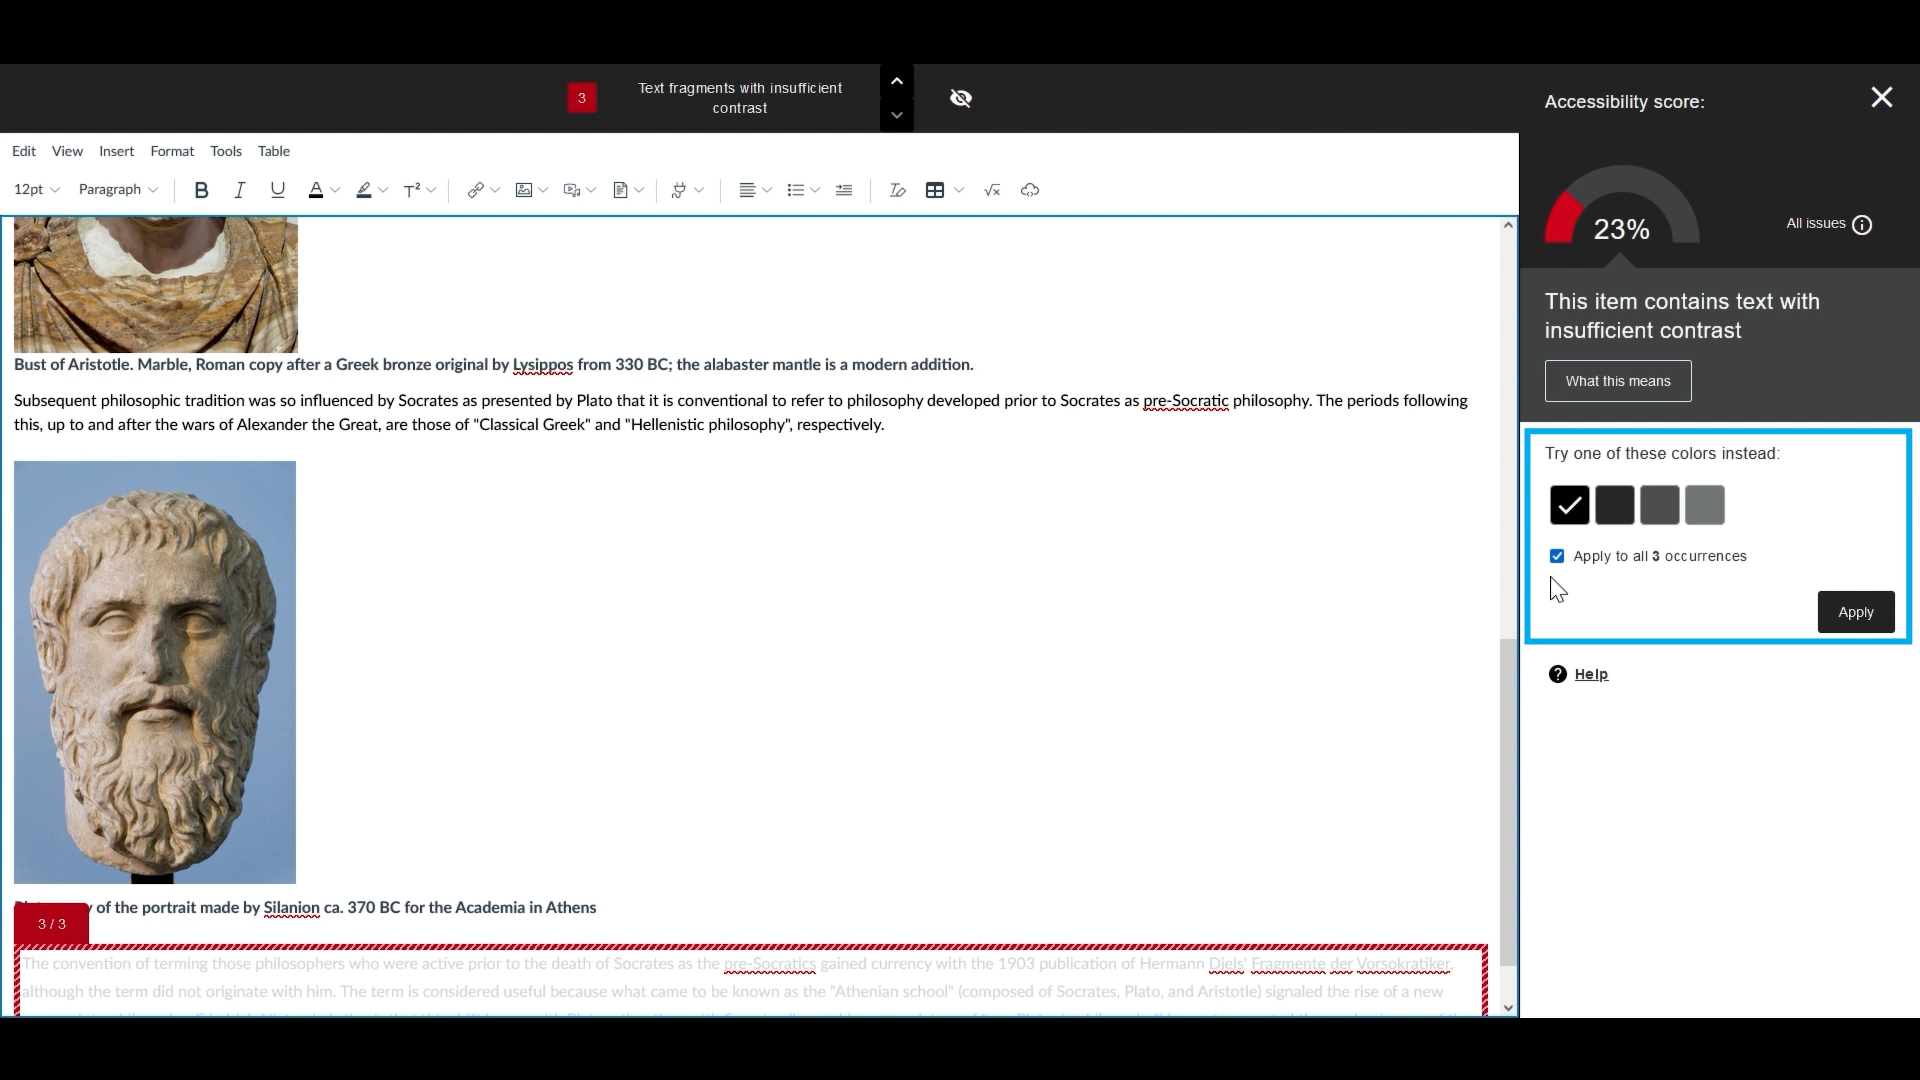 3
Text fragments with insufficient
contrast
Accessibility score:
Edit View Insert Format Tools Table
12pt Paragraph B I U A T²
23%
All issues
This item contains text with
insufficient contrast
What this means
Bust of Aristotle. Marble, Roman copy after a Greek bronze original by Lysippos from 330 BC; the alabaster mantle is a modern addition.
Subsequent philosophic tradition was so influenced by Socrates as presented by Plato that it is conventional to refer to philosophy developed prior to Socrates as pre-Socratic philosophy. The periods following
this, up to and after the wars of Alexander the Great, are those of "Classical Greek" and "Hellenistic philosophy", respectively.
Try one of these colors instead:
Apply to all 3 occurrences
Apply
Help
of the portrait made by Silanion ca. 370 BC for the Academia in Athens
3 / 3
The convention of terming those philosophers who were active prior to the death of Socrates as the pre-Socratics gained currency with the 1903 publication of Hermann Diels' Fragmente der Vorsokratiker,
although the term did not originate with him. The term is considered useful because what came to be known as the "Athenian school" (composed of Socrates, Plato, and Aristotle) signaled the rise of a new